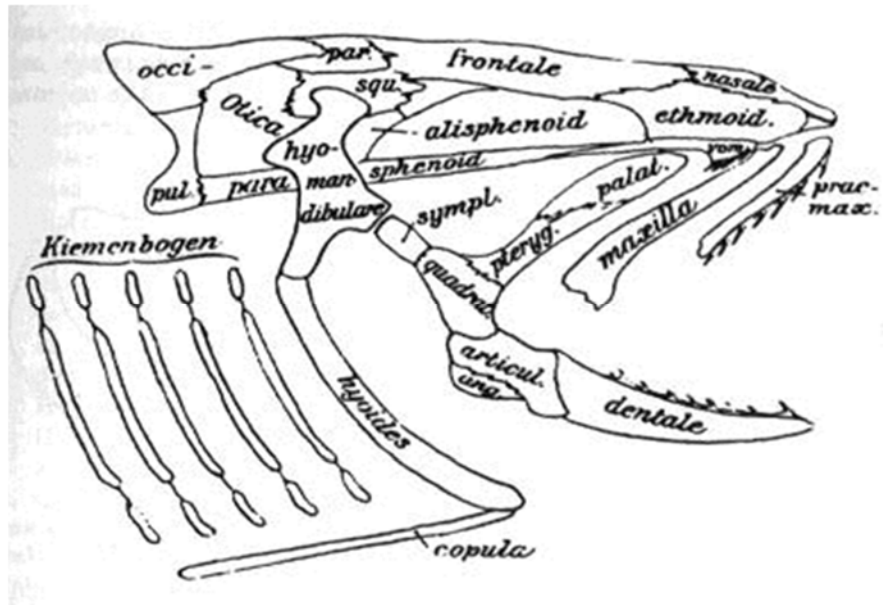 occi-
pul.
Otica
par.
squ.
frontale
nasale
ethmoid.
alisphenoid
para
sphenoid
hyo-
man
dibulare
sympl.
palat.
pteryg.
quadrat.
vom.
maxilla
prae-
max.
Kiemenbogen
articul.
ang.
dentale
hyoides
copula